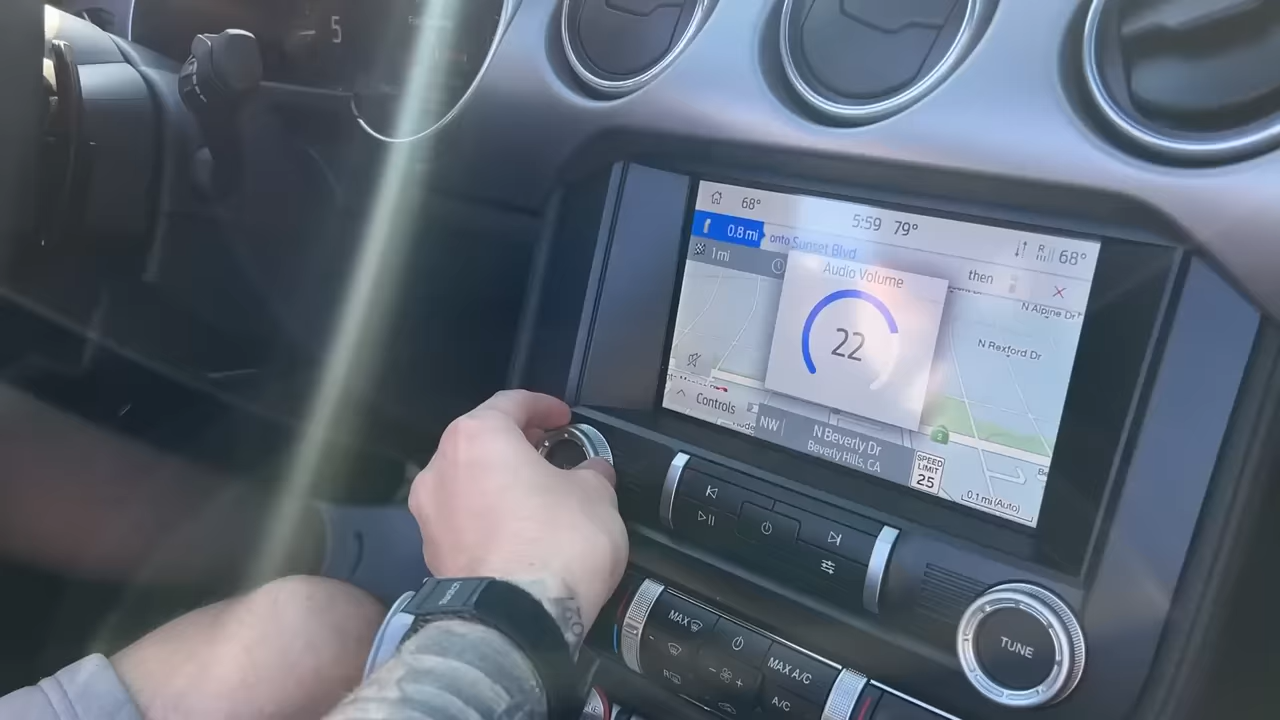 5
68°
5:59 79°
R 68°
0.8 mi
onto Sunset Blvd
1 mi
then
Audio Volume
22
N Alpine Dr
N Rexford Dr
Controls
NW
N Beverly Dr
Beverly Hills, CA
SPEED
LIMIT
25
0.1 mi (Auto)
TUNE
MAX
MAX A/C
R
A/C